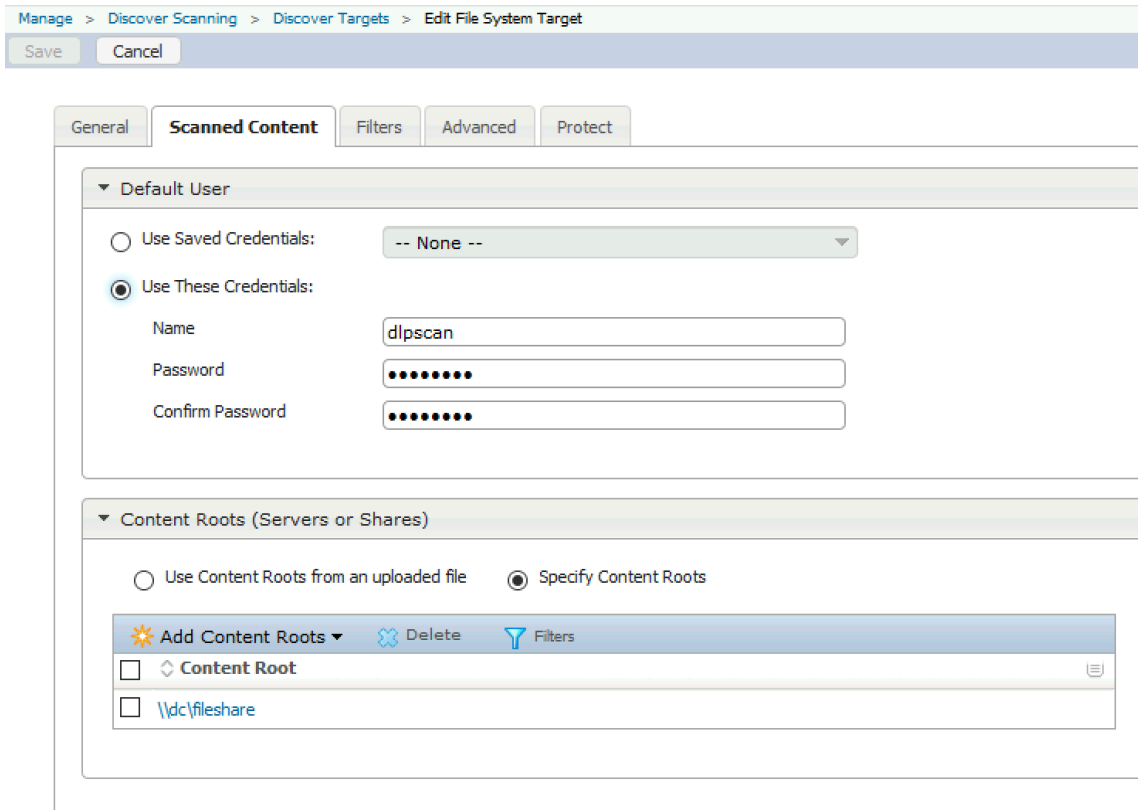 Manage > Discover Scanning > Discover Targets > Edit File System Target
Save Cancel
General Scanned Content Filters Advanced Protect
Default User
Use Saved Credentials: -- None --
Use These Credentials:
Name dlpscan
Password ●●●●●●●●
Confirm Password ●●●●●●●●
Content Roots (Servers or Shares)
Use Content Roots from an uploaded file Specify Content Roots
Add Content Roots Delete Filters
Content Root
\\dc\fileshare